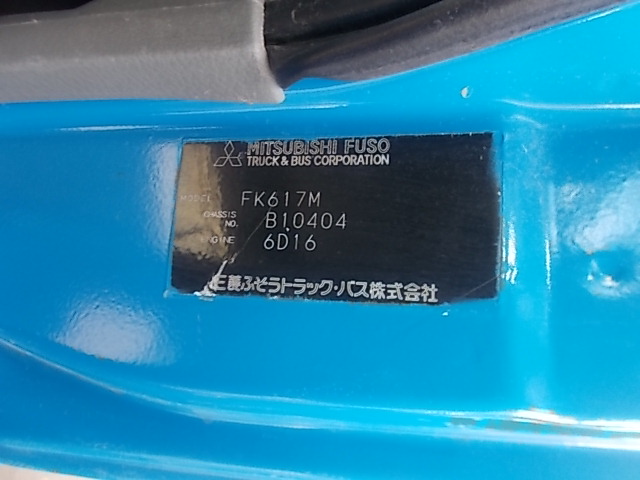 MITSUBISHI FUSO
TRUCK & BUS CORPORATION
MODEL FK617M
CHASSIS NO. B10404
ENGINE 6D16
三菱ふそうトラック・バス株式会社